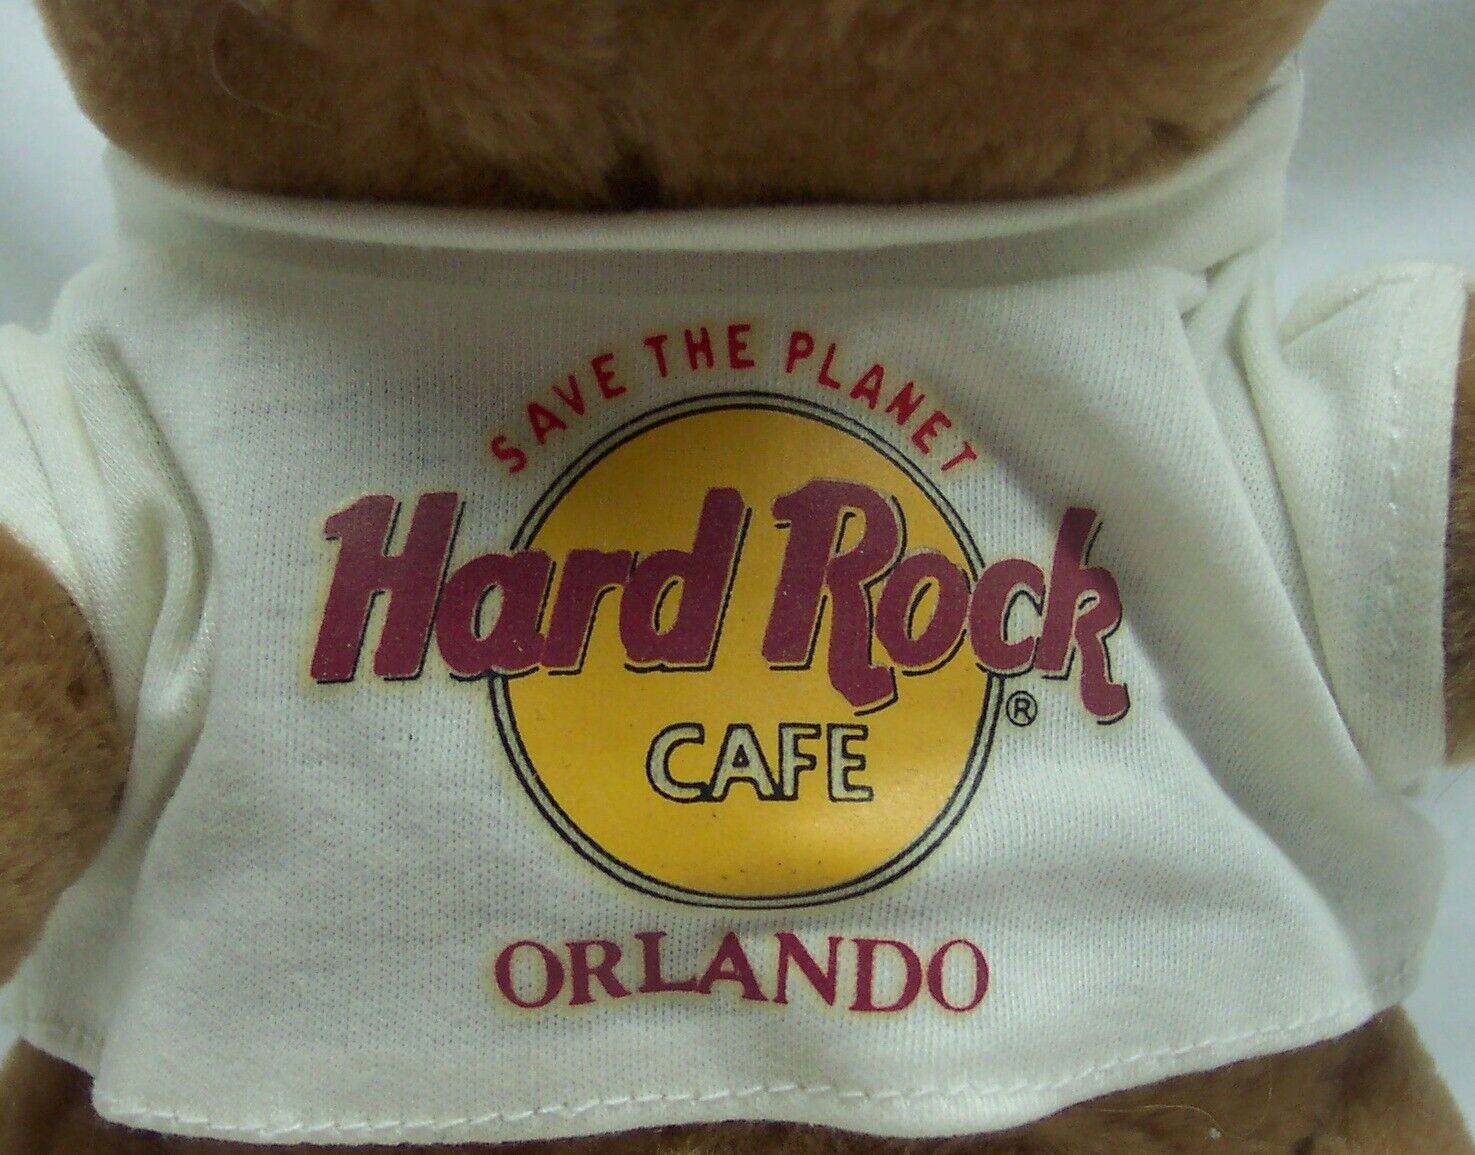 SAVE THE PLANET
Hard Rock
®
CAFE
ORLANDO